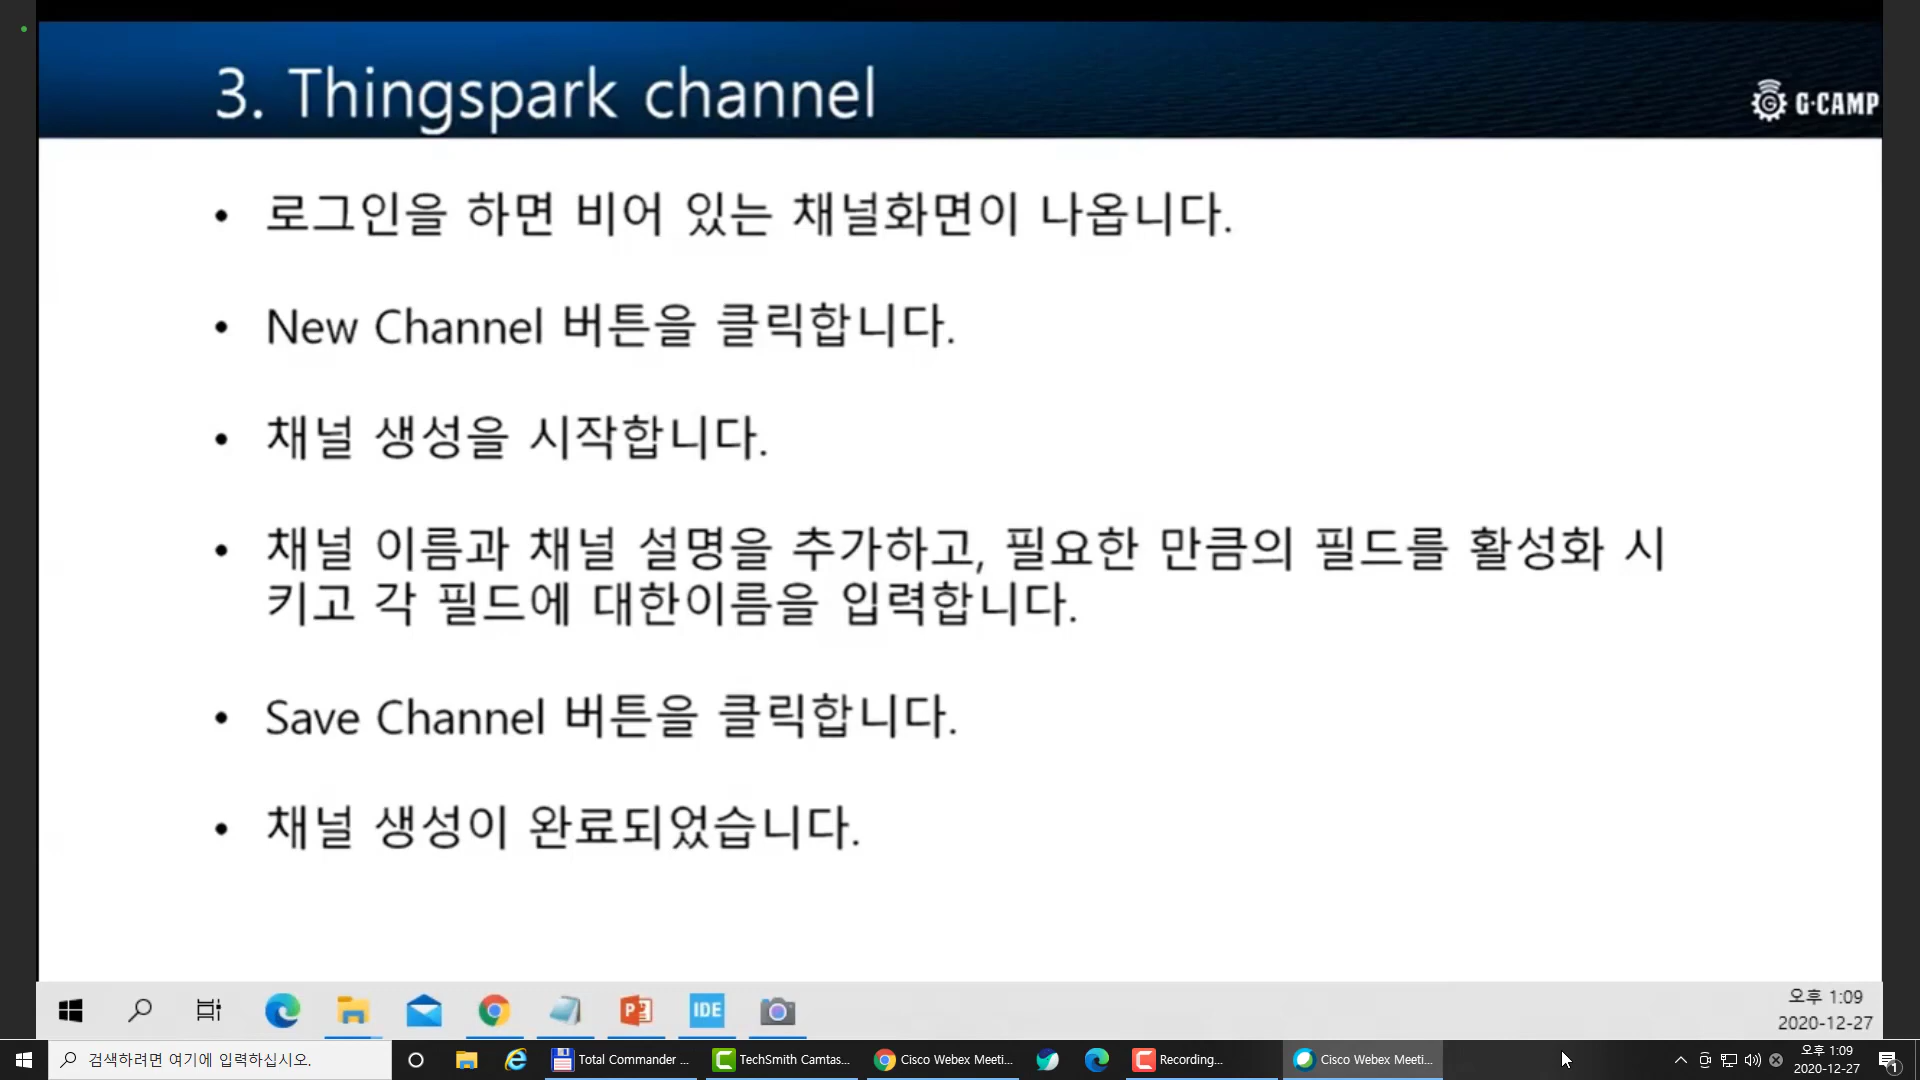 3. Thingspark channel
G·CAMP
• 로그인을 하면 비어 있는 채널화면이 나옵니다.
• New Channel 버튼을 클릭합니다.
• 채널 생성을 시작합니다.
• 채널 이름과 채널 설명을 추가하고, 필요한 만큼의 필드를 활성화 시
키고 각 필드에 대한이름을 입력합니다.
• Save Channel 버튼을 클릭합니다.
• 채널 생성이 완료되었습니다.
IDE
오후 1:09
2020-12-27
검색하려면 여기에 입력하십시오.
Total Commander ...
TechSmith Camtas...
Cisco Webex Meeti...
Recording...
Cisco Webex Meeti...
오후 1:09
2020-12-27
1